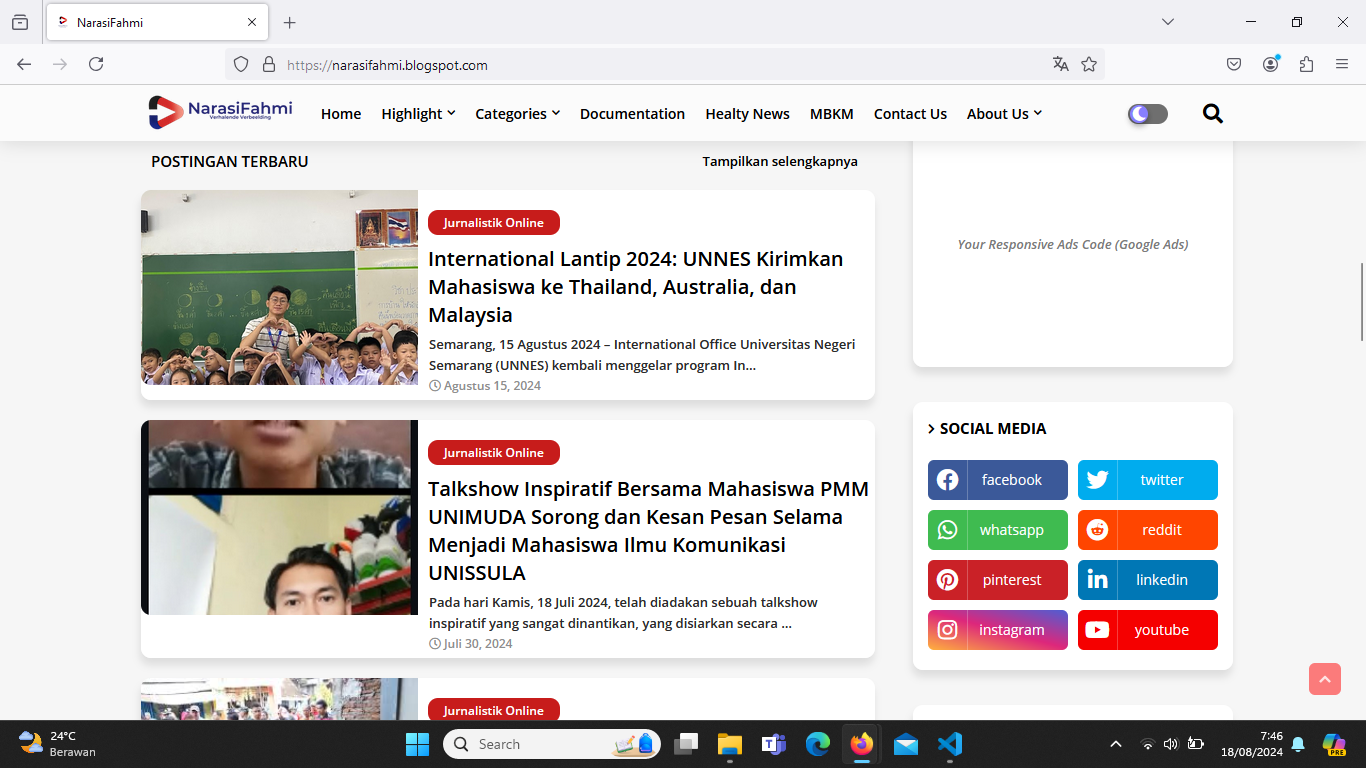 NarasiFahmi
https://narasifahmi.blogspot.com
NarasiFahmi
Verhalende Verbeelding
Home
Highlight
Categories
Documentation
Healty News
MBKM
Contact Us
About Us
POSTINGAN TERBARU
Tampilkan selengkapnya
Jurnalistik Online
International Lantip 2024: UNNES Kirimkan
Mahasiswa ke Thailand, Australia, dan
Malaysia
Semarang, 15 Agustus 2024 – International Office Universitas Negeri
Semarang (UNNES) kembali menggelar program In...
Agustus 15, 2024
Jurnalistik Online
Talkshow Inspiratif Bersama Mahasiswa PMM
UNIMUDA Sorong dan Kesan Pesan Selama
Menjadi Mahasiswa Ilmu Komunikasi
UNISSULA
Pada hari Kamis, 18 Juli 2024, telah diadakan sebuah talkshow
inspiratif yang sangat dinantikan, yang disiarkan secara ...
Juli 30, 2024
Jurnalistik Online
Your Responsive Ads Code (Google Ads)
SOCIAL MEDIA
facebook
twitter
whatsapp
reddit
pinterest
linkedin
instagram
youtube
24°C
Berawan
Search
7:46
18/08/2024
PRE